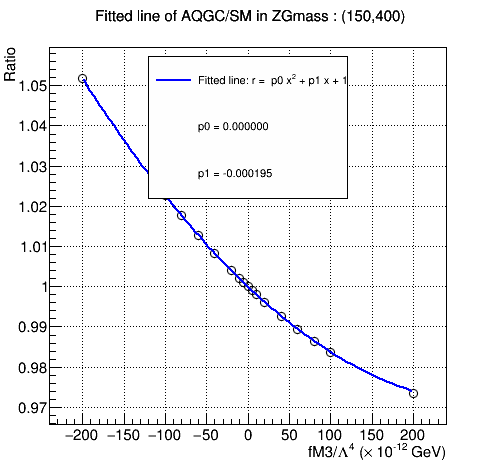 Fitted line of AQGC/SM in ZGmass : (150,400)
Ratio
Fitted line: r = p0 x² + p1 x + 1
p0 = 0.000000
p1 = -0.000195
1.05
1.04
1.03
1.02
1.01
1
0.99
0.98
0.97
−200 −150 −100 −50 0 50 100 150 200
fM3/Λ⁴ (× 10⁻¹² GeV)